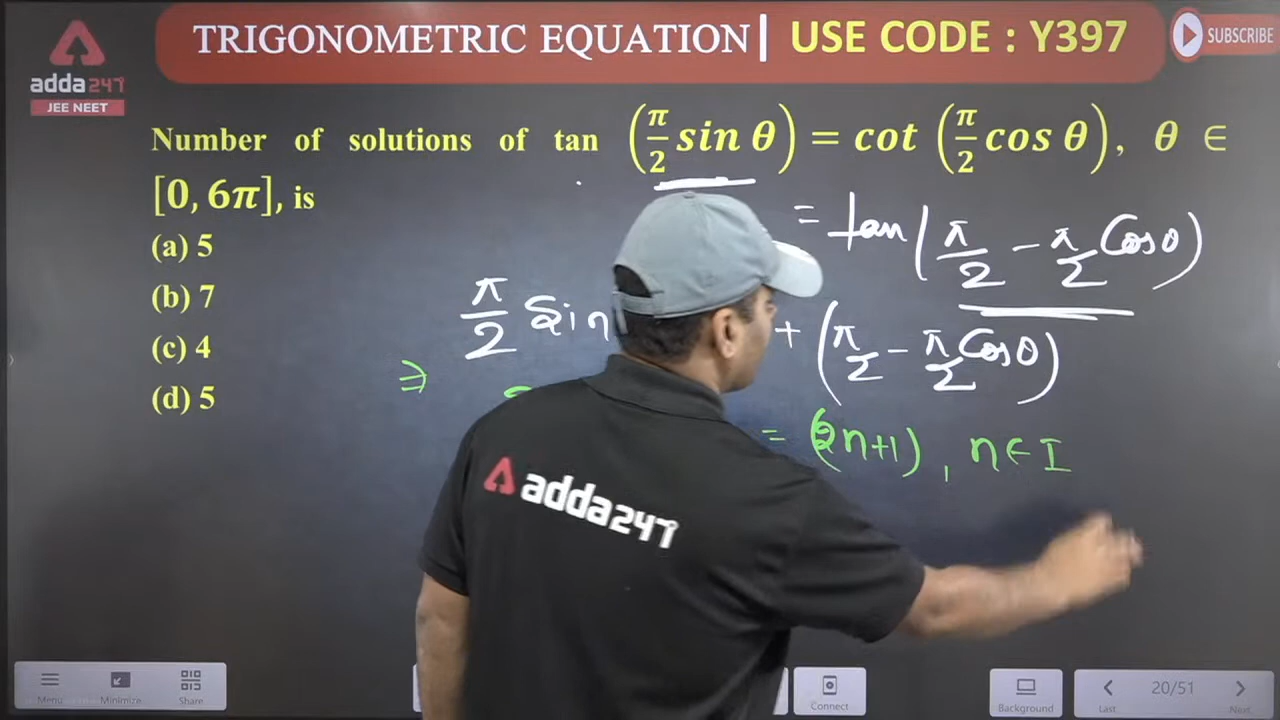 TRIGONOMETRIC EQUATION | USE CODE : Y397
SUBSCRIBE
adda247
JEE NEET
Number of solutions of tan (π/2 sin θ) = cot (π/2 cos θ), θ ∈
[0, 6π], is
= tan(π/2 - π/2 Cosθ)
(a) 5
(b) 7
π/2 Sin + (π/2 - π/2 Cosθ)
(c) 4
⇒
(d) 5
= (2n+1), n∈I
adda247
Menu
Minimize
Share
Connect
Background
20/51
Last
Next